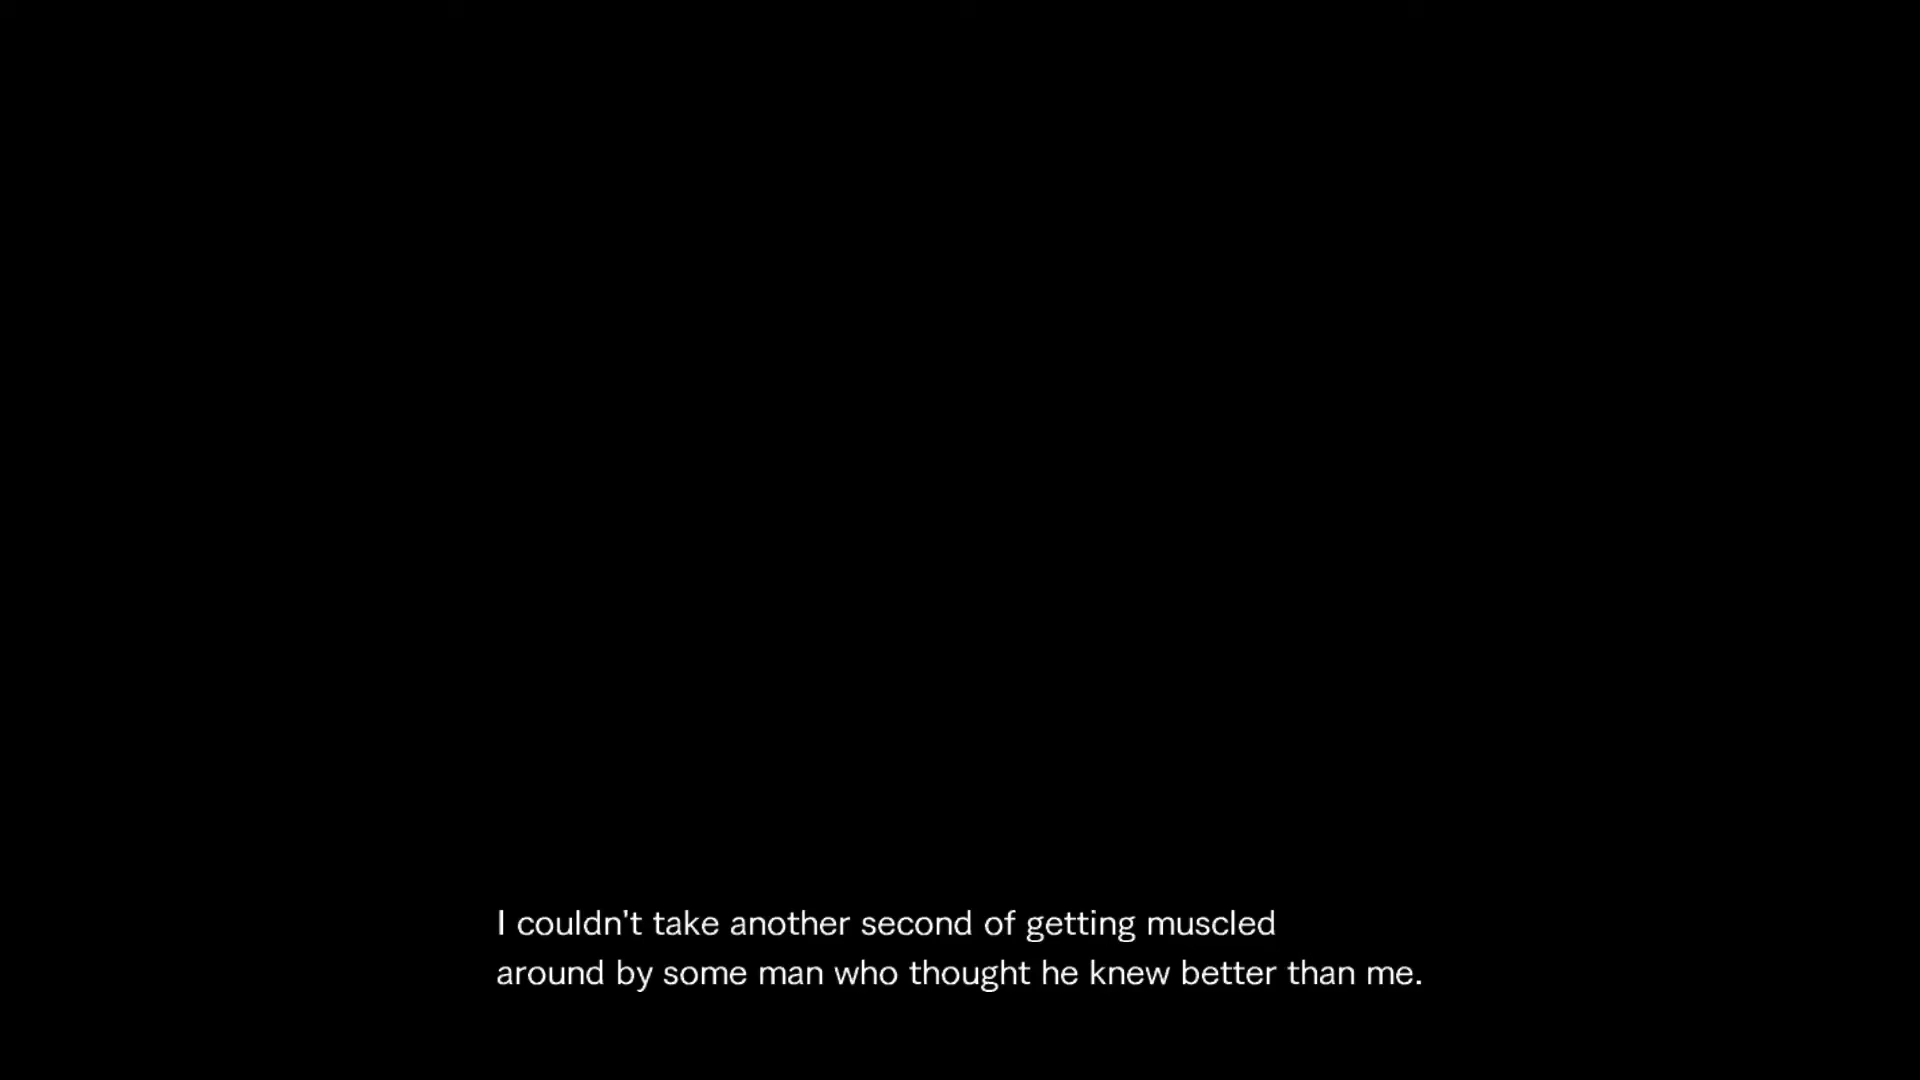 I couldn't take another second of getting muscled
around by some man who thought he knew better than me.